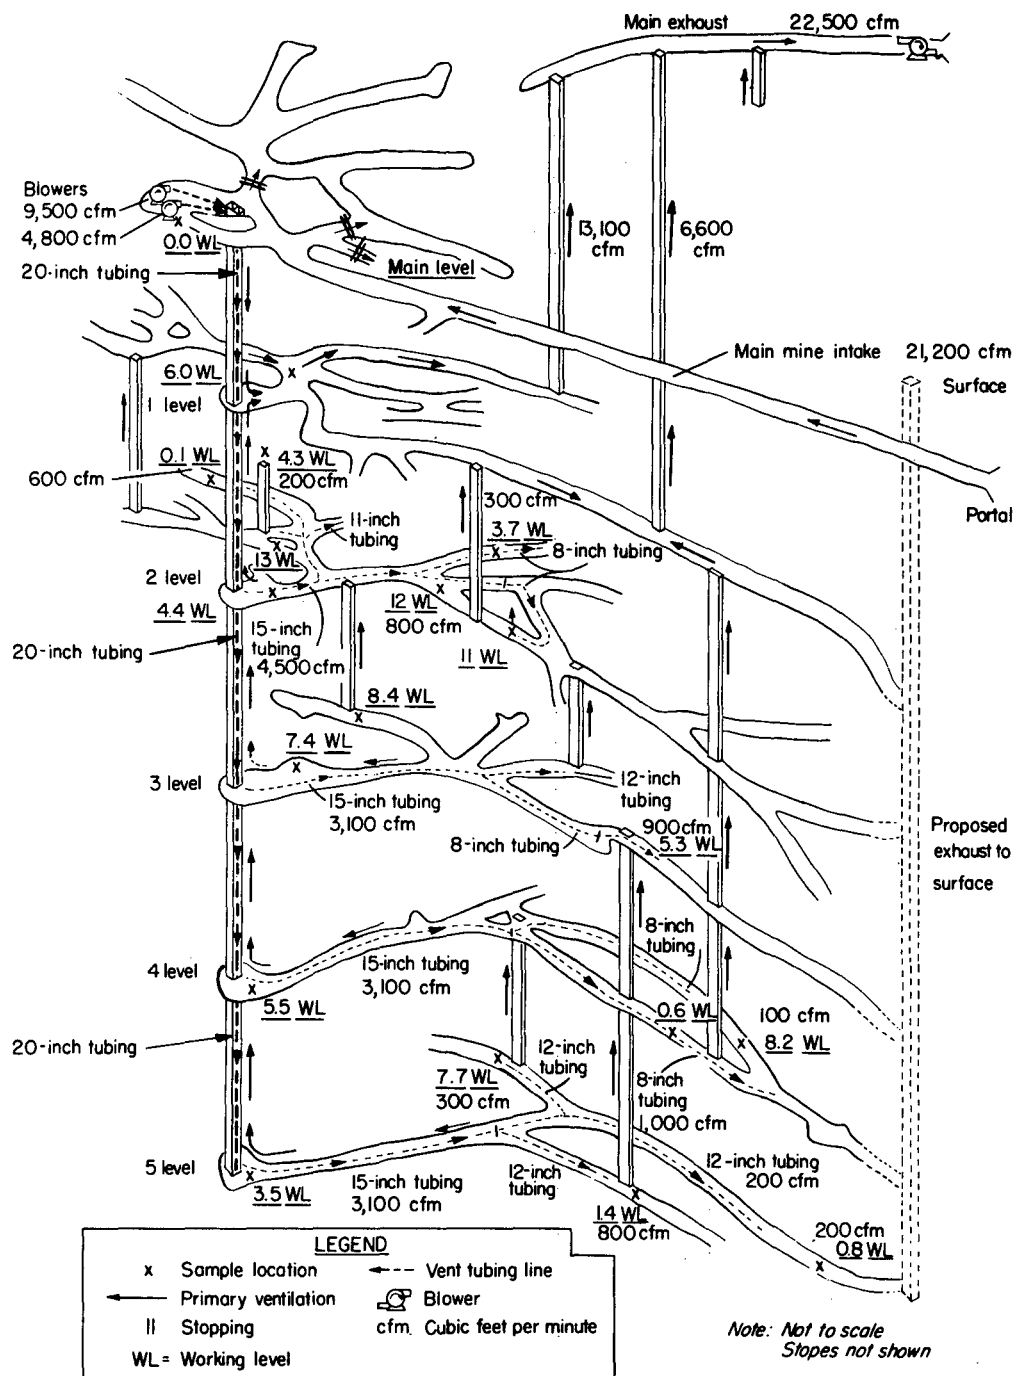 Main exhaust
22,500 cfm
Blowers
9,500 cfm
4,800 cfm
0.0 WL
20-inch tubing
Main level
13,100
cfm
6,600
cfm
Main mine intake
21,200 cfm
Surface
6.0 WL
1 level
0.1 WL
600 cfm
4.3 WL
200 cfm
11-inch
tubing
300 cfm
3.7 WL
8-inch tubing
Portal
13 WL
2 level
4.4 WL
12 WL
800 cfm
15-inch
tubing
4,500 cfm
20-inch tubing
11 WL
8.4 WL
7.4 WL
3 level
15-inch tubing
3,100 cfm
12-inch
tubing
8-inch tubing
900 cfm
5.3 WL
Proposed
exhaust to
surface
8-inch
tubing
4 level
15-inch tubing
3,100 cfm
5.5 WL
0.6 WL
100 cfm
8.2 WL
20-inch tubing
12-inch
tubing
7.7 WL
300 cfm
8-inch
tubing
1,000 cfm
5 level
15-inch tubing
3,100 cfm
3.5 WL
12-inch
tubing
12-inch tubing
200 cfm
1.4 WL
800 cfm
200 cfm
0.8 WL
LEGEND
x Sample location
Vent tubing line
Primary ventilation
Blower
|| Stopping
cfm Cubic feet per minute
WL = Working level
Note: Not to scale
Stopes not shown